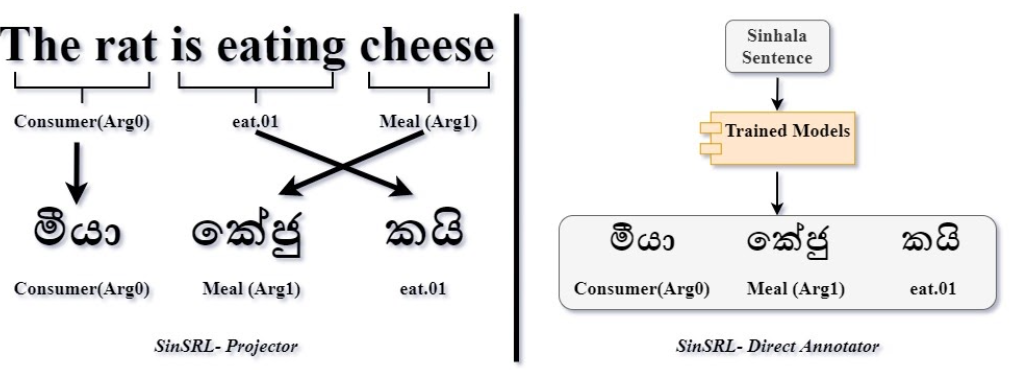 The rat is eating cheese
Consumer(Arg0) eat.01 Meal (Arg1)
මීයා කේජු කයි
Consumer(Arg0) Meal (Arg1) eat.01
SinSRL- Projector
Sinhala
Sentence
Trained Models
මීයා කේජු කයි
Consumer(Arg0) Meal (Arg1) eat.01
SinSRL- Direct Annotator